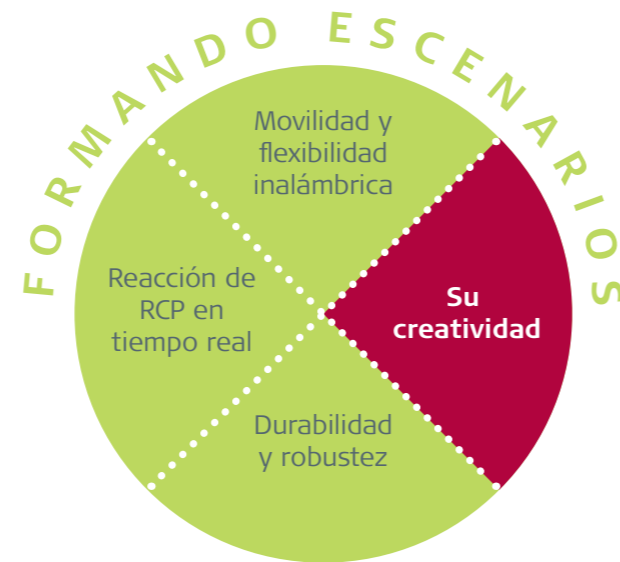 FORMANDO ESCENARIOS
Movilidad y
flexibilidad
inalámbrica
Reacción de
RCP en
tiempo real
Su
creatividad
Durabilidad
y robustez